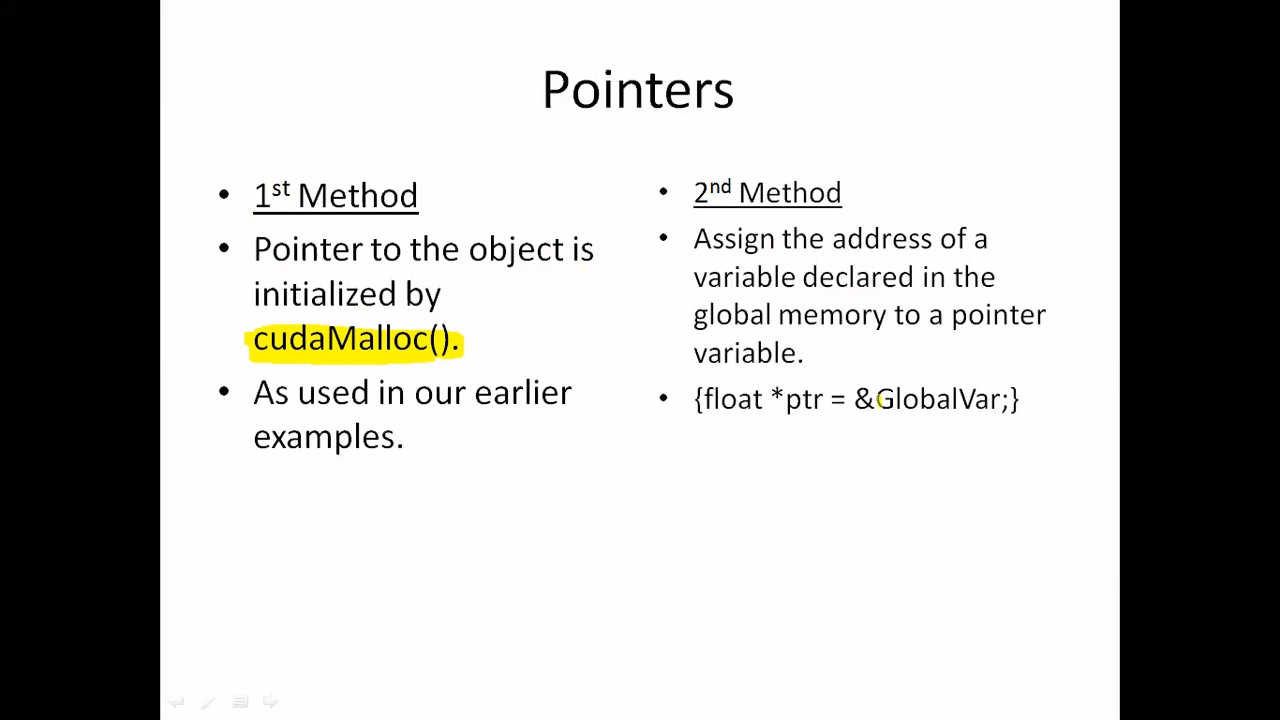 Pointers
• 1st Method
• Pointer to the object is
initialized by
cudaMalloc().
• As used in our earlier
examples.
• 2nd Method
• Assign the address of a
variable declared in the
global memory to a pointer
variable.
• {float *ptr = &GlobalVar;}